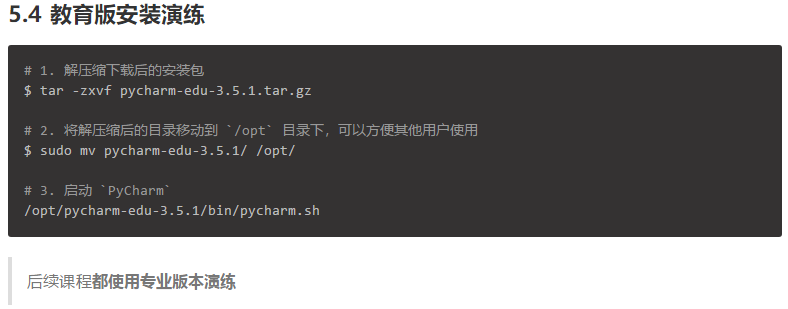 5.4 教育版安装演练
# 1. 解压缩下载后的安装包
$ tar -zxvf pycharm-edu-3.5.1.tar.gz
# 2. 将解压缩后的目录移动到 `/opt` 目录下，可以方便其他用户使用
$ sudo mv pycharm-edu-3.5.1/ /opt/
# 3. 启动 `PyCharm`
/opt/pycharm-edu-3.5.1/bin/pycharm.sh
后续课程都使用专业版本演练